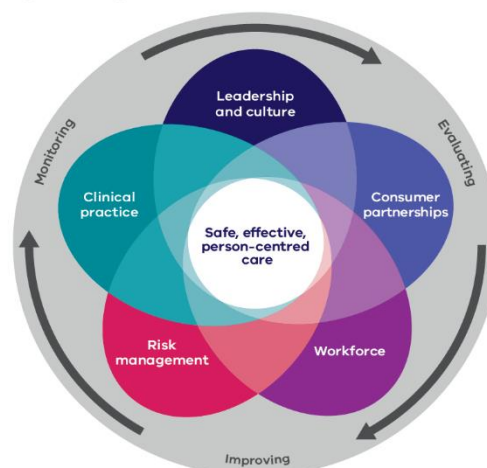 Leadership
and culture
Monitoring
Evaluating
Clinical
practice
Consumer
partnerships
Safe, effective,
person-centred
care
Risk
management
Workforce
Improving